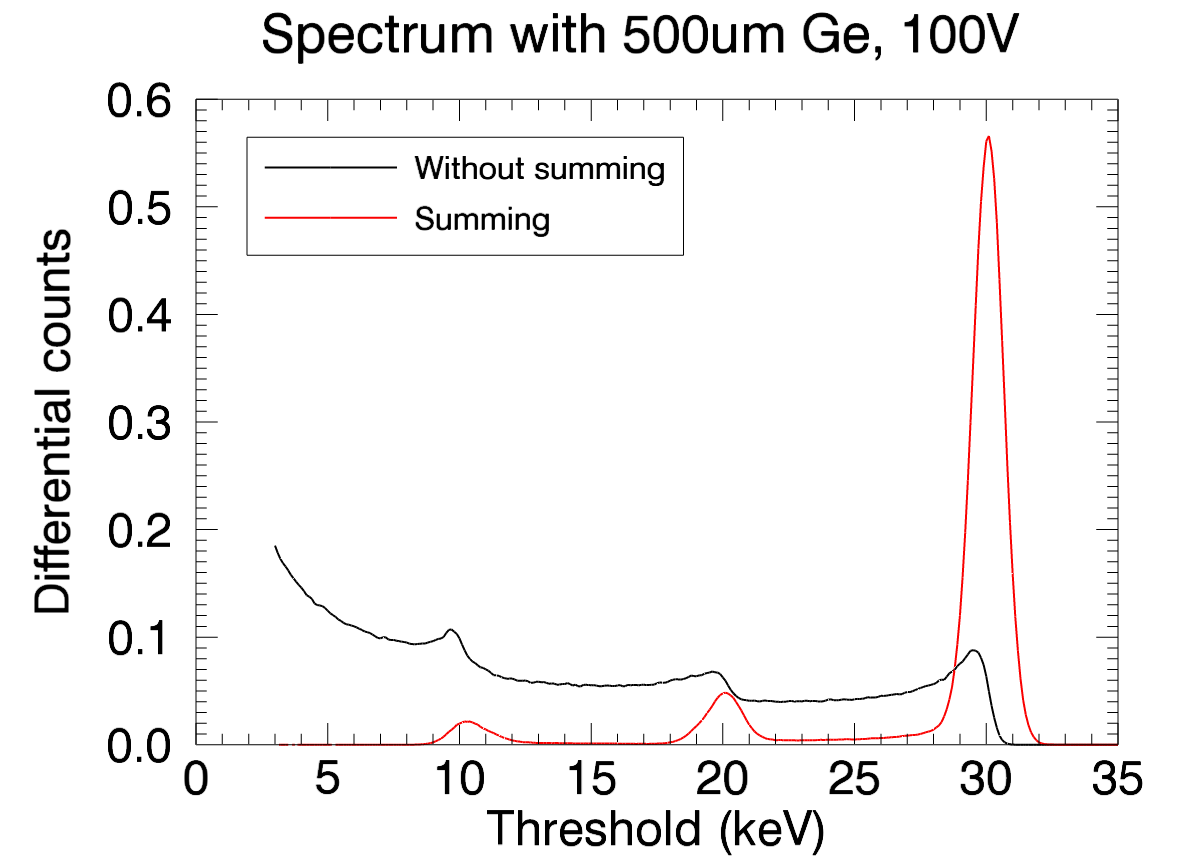 Spectrum with 500um Ge, 100V
Differential counts
0.6
0.5
0.4
0.3
0.2
0.1
0.0
Without summing
Summing
0 5 10 15 20 25 30 35
Threshold (keV)